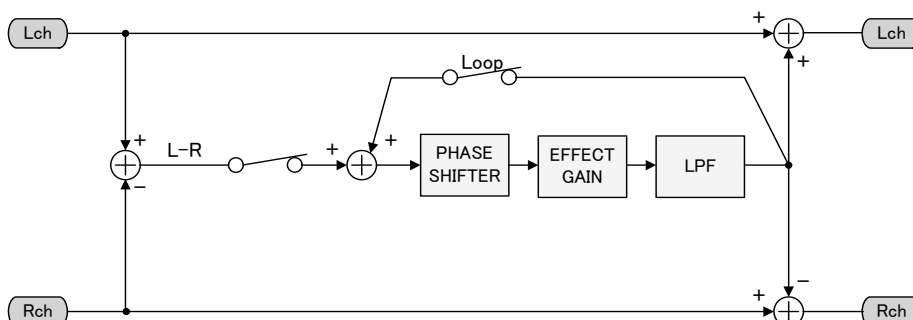 Lch
+
Lch
Loop
+
+
L-R
+
+
PHASE
SHIFTER
EFFECT
GAIN
LPF
−
−
Rch
+
Rch